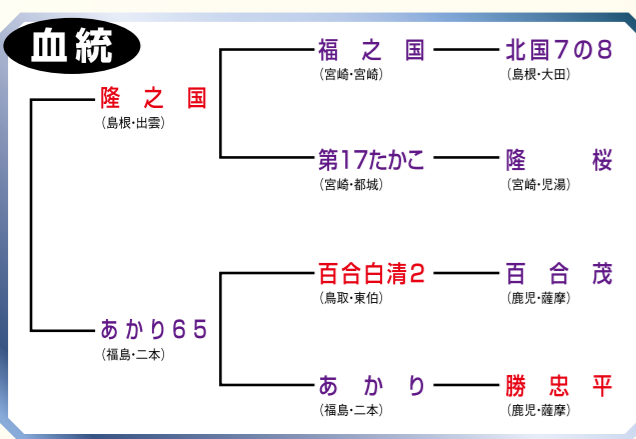 血統
隆之国
（島根・出雲）
福之国
（宮崎・宮崎）
北国７の８
（島根・大田）
第17たかこ
（宮崎・都城）
隆桜
（宮崎・児湯）
あかり６５
（福島・二本）
百合白清２
（鳥取・東伯）
百合茂
（鹿児・薩摩）
あかり
（福島・二本）
勝忠平
（鹿児・薩摩）